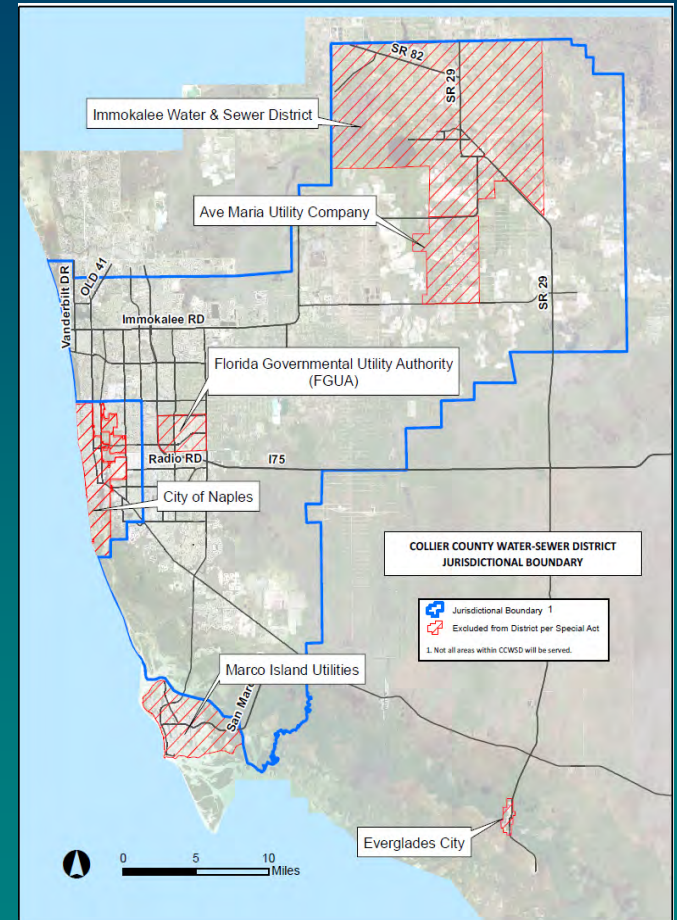 SR 82
SR 29
Immokalee Water & Sewer District
Ave Maria Utility Company
SR 29
Vanderbilt DR
OLD 41
Immokalee RD
Florida Governmental Utility Authority
(FGUA)
Radio RD
I75
City of Naples
COLLIER COUNTY WATER-SEWER DISTRICT
JURISDICTIONAL BOUNDARY
Jurisdictional Boundary 1
Excluded from District per Special Act
1. Not all areas within CCWSD will be served.
Marco Island Utilities
San Marc
Everglades City
0 5 10
Miles